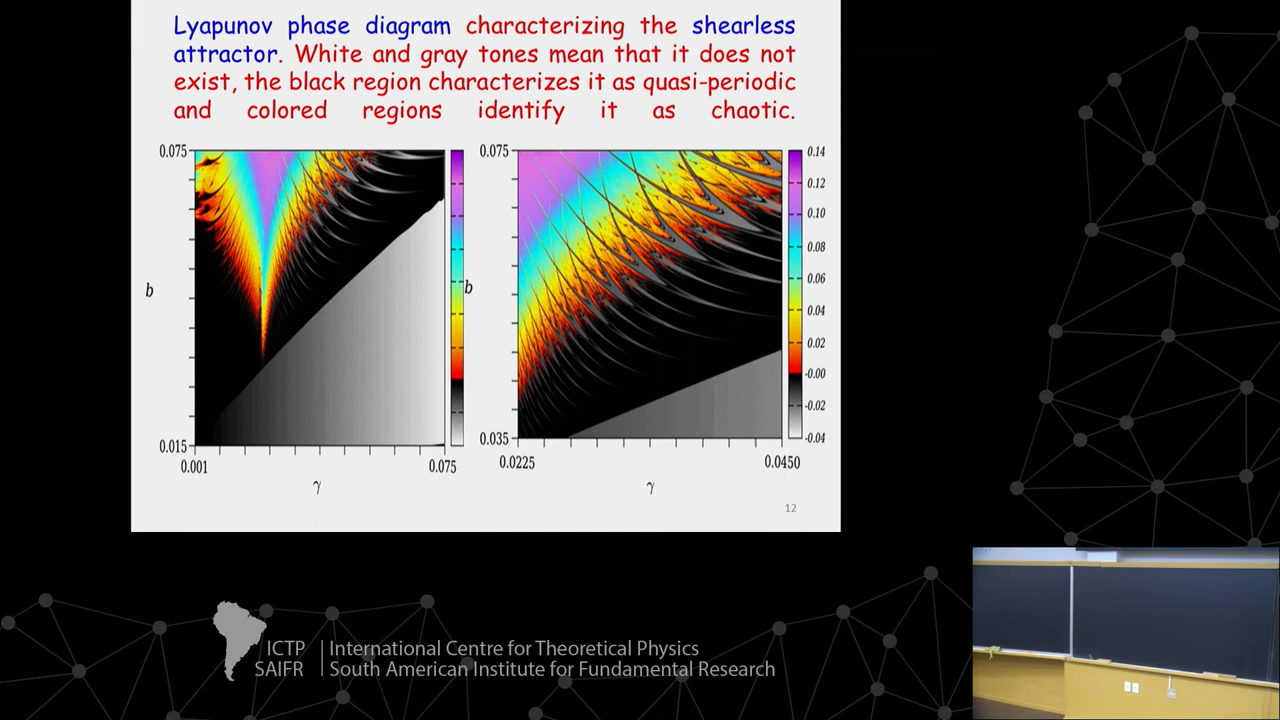 Lyapunov phase diagram characterizing the shearless
attractor. White and gray tones mean that it does not
exist, the black region characterizes it as quasi-periodic
and colored regions identify it as chaotic.
0.075
b
0.015
0.001
0.075
γ
0.075
b
0.035
0.0225
0.0450
γ
0.14
0.12
0.10
0.08
0.06
0.04
0.02
-0.00
-0.02
-0.04
12
ICTP
SAIFR
International Centre for Theoretical Physics
South American Institute for Fundamental Research